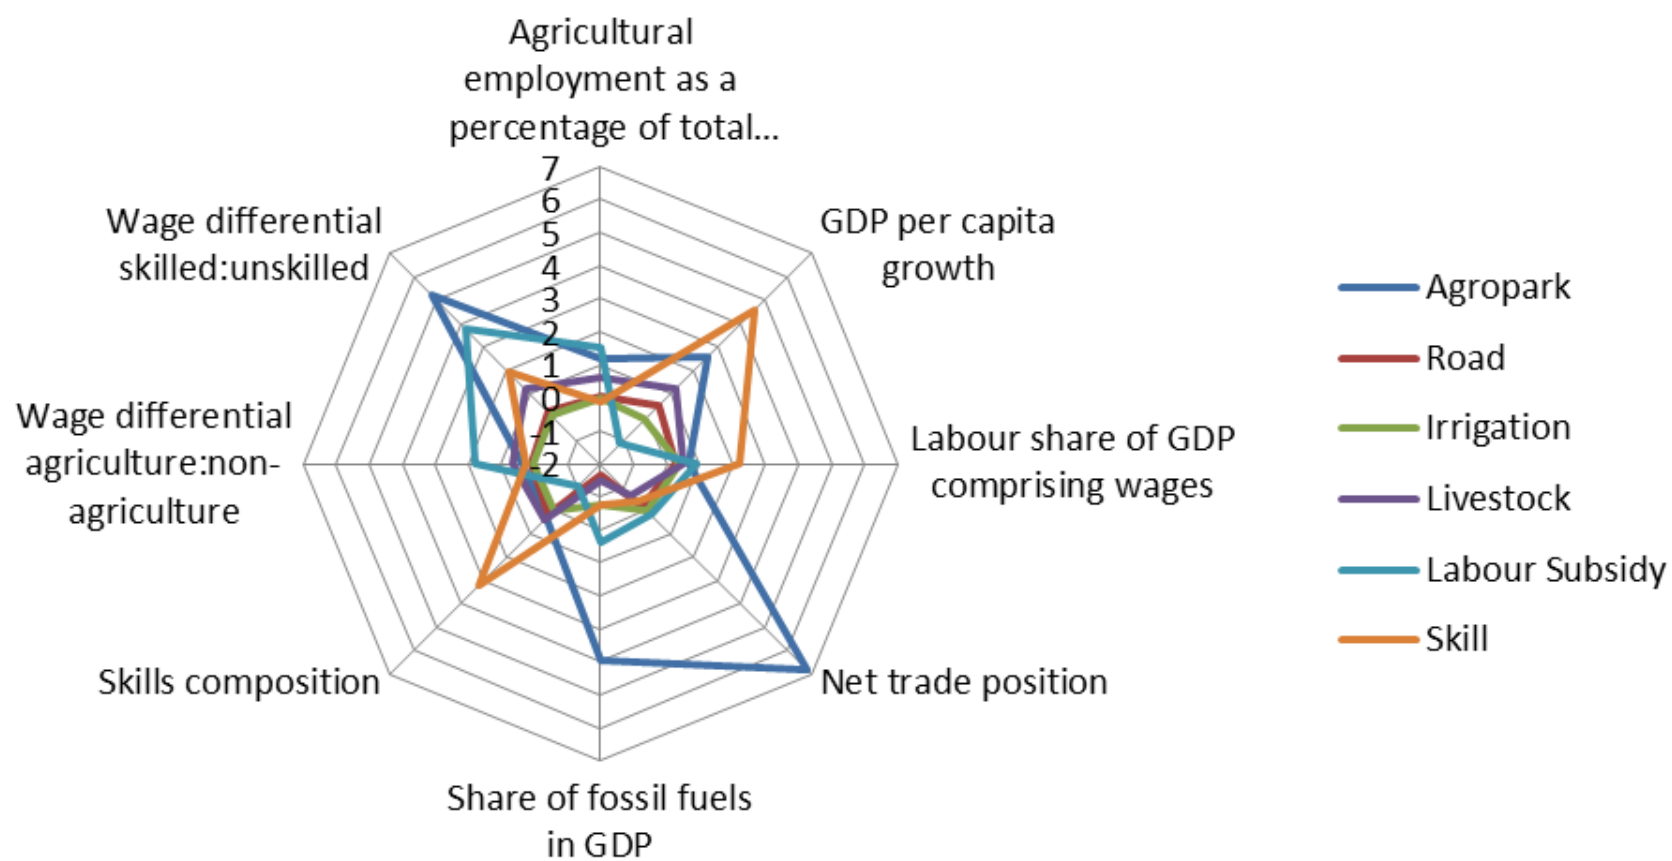 Agricultural
employment as a
percentage of total...
7
6
5
4
3
2
1
0
-1
-2
GDP per capita
growth
Labour share of GDP
comprising wages
Net trade position
Share of fossil fuels
in GDP
Skills composition
Wage differential
agriculture:non-
agriculture
Wage differential
skilled:unskilled
Agropark
Road
Irrigation
Livestock
Labour Subsidy
Skill